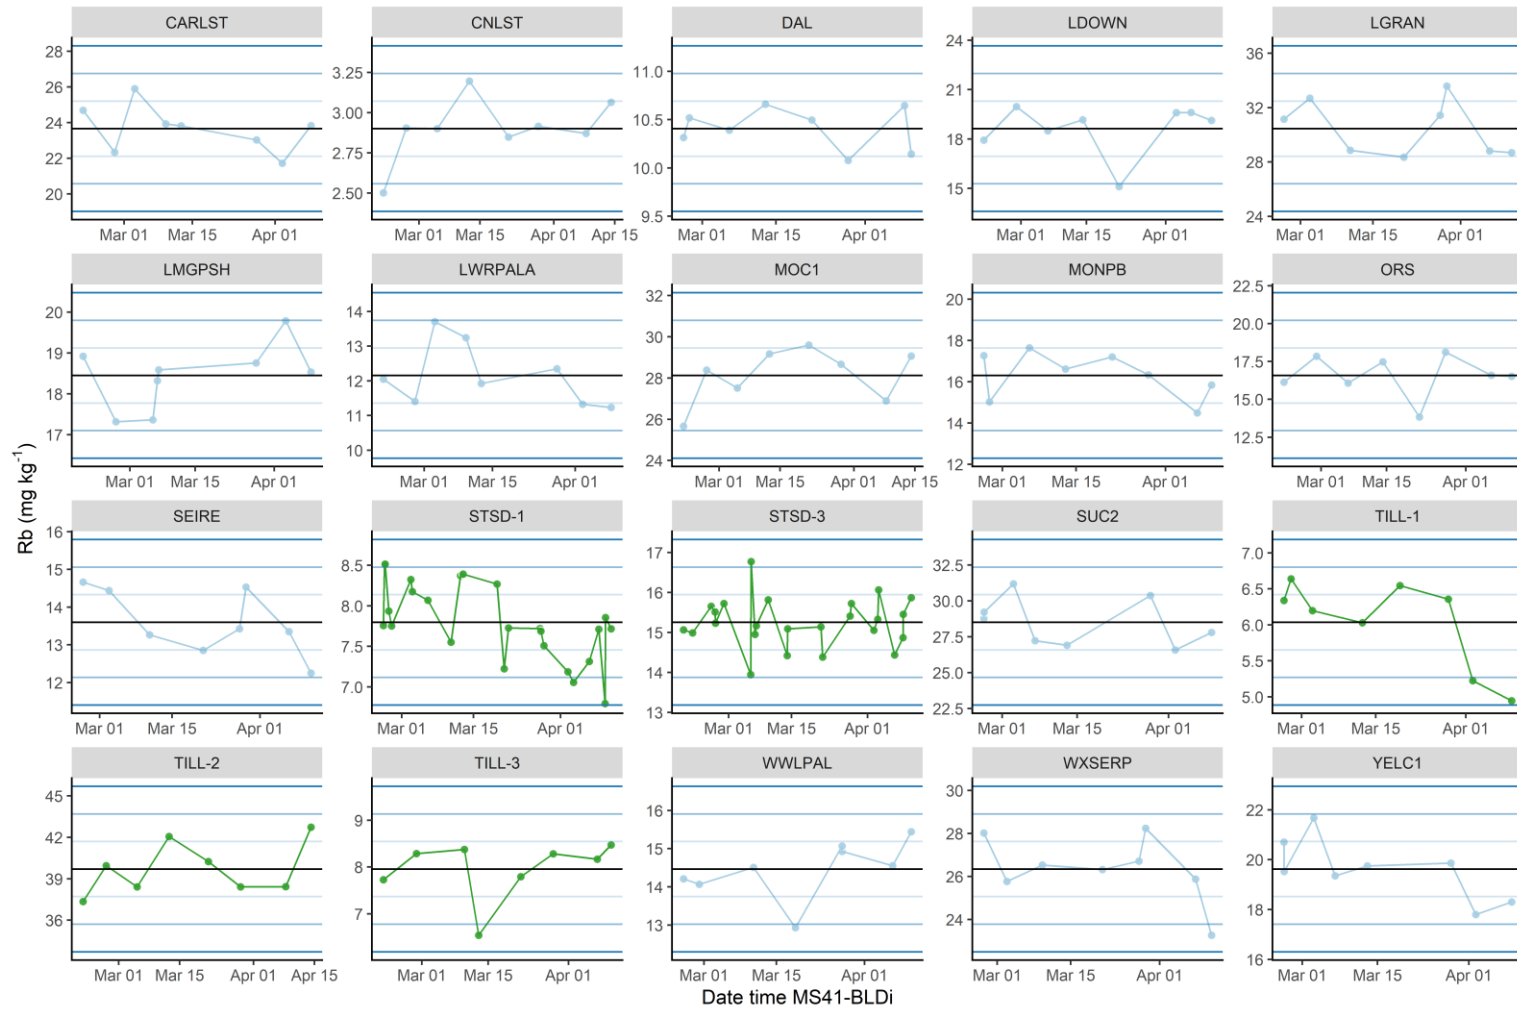 CARLST CNLST DAL LDOWN LGRAN
28 26 24 22 20
3.25 3.00 2.75 2.50
11.0 10.5 10.0 9.5
24 21 18 15
36 32 28 24
Mar 01 Mar 15 Apr 01
Mar 01 Mar 15 Apr 01 Apr 15
Mar 01 Mar 15 Apr 01
Mar 01 Mar 15 Apr 01
Mar 01 Mar 15 Apr 01
LMGPSH LWRPALA MOC1 MONPB ORS
20 19 18 17
14 13 12 11 10
32 30 28 26 24
20 18 16 14 12
22.5 20.0 17.5 15.0 12.5
Mar 01 Mar 15 Apr 01
Mar 01 Mar 15 Apr 01
Mar 01 Mar 15 Apr 01 Apr 15
Mar 01 Mar 15 Apr 01
Mar 01 Mar 15 Apr 01
Rb (mg kg⁻¹)
SEIRE STSD-1 STSD-3 SUC2 TILL-1
16 15 14 13 12
8.5 8.0 7.5 7.0
17 16 15 14 13
32.5 30.0 27.5 25.0 22.5
7.0 6.5 6.0 5.5 5.0
Mar 01 Mar 15 Apr 01
Mar 01 Mar 15 Apr 01
Mar 01 Mar 15 Apr 01
Mar 01 Mar 15 Apr 01
Mar 01 Mar 15 Apr 01
TILL-2 TILL-3 WWLPAL WXSERP YELC1
45 42 39 36
9 8 7
16 15 14 13
30 28 26 24
22 20 18 16
Mar 01 Mar 15 Apr 01 Apr 15
Mar 01 Mar 15 Apr 01
Mar 01 Mar 15 Apr 01
Mar 01 Mar 15 Apr 01
Mar 01 Mar 15 Apr 01
Date time MS41-BLDi